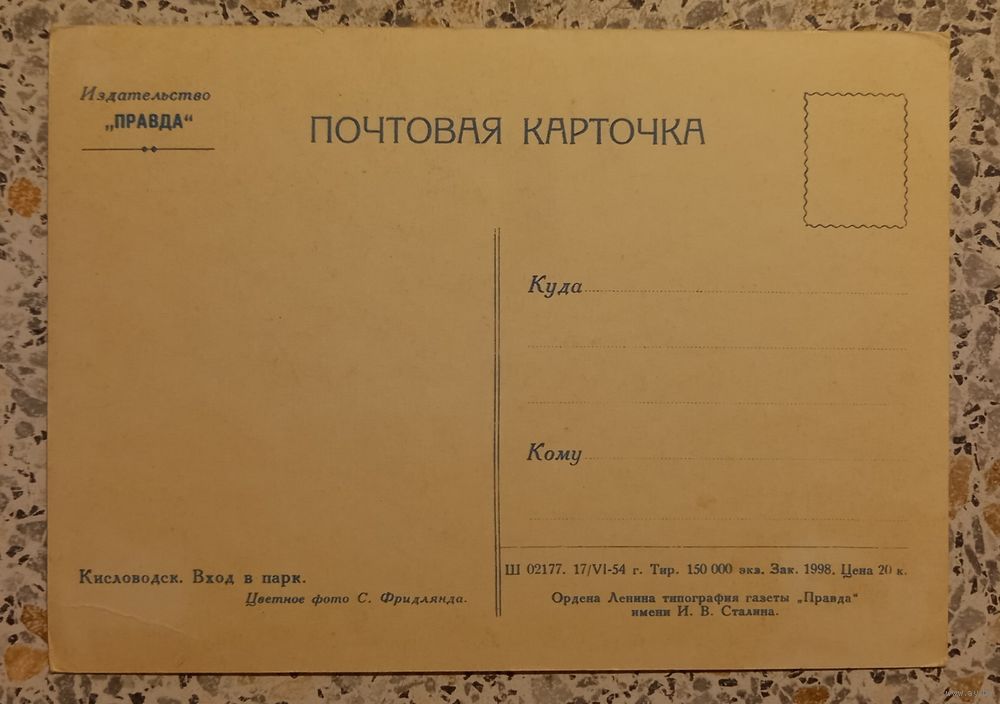 Издательство
„ПРАВДА“
ПОЧТОВАЯ КАРТОЧКА
Куда
Кому
Кисловодск. Вход в парк.
Цветное фото С. Фридлянда.
Ш 02177. 17/VI-54 г. Тир. 150 000 экз. Зак. 1998. Цена 20 к.
Ордена Ленина типография газеты „Правда“
имени И. В. Сталина.